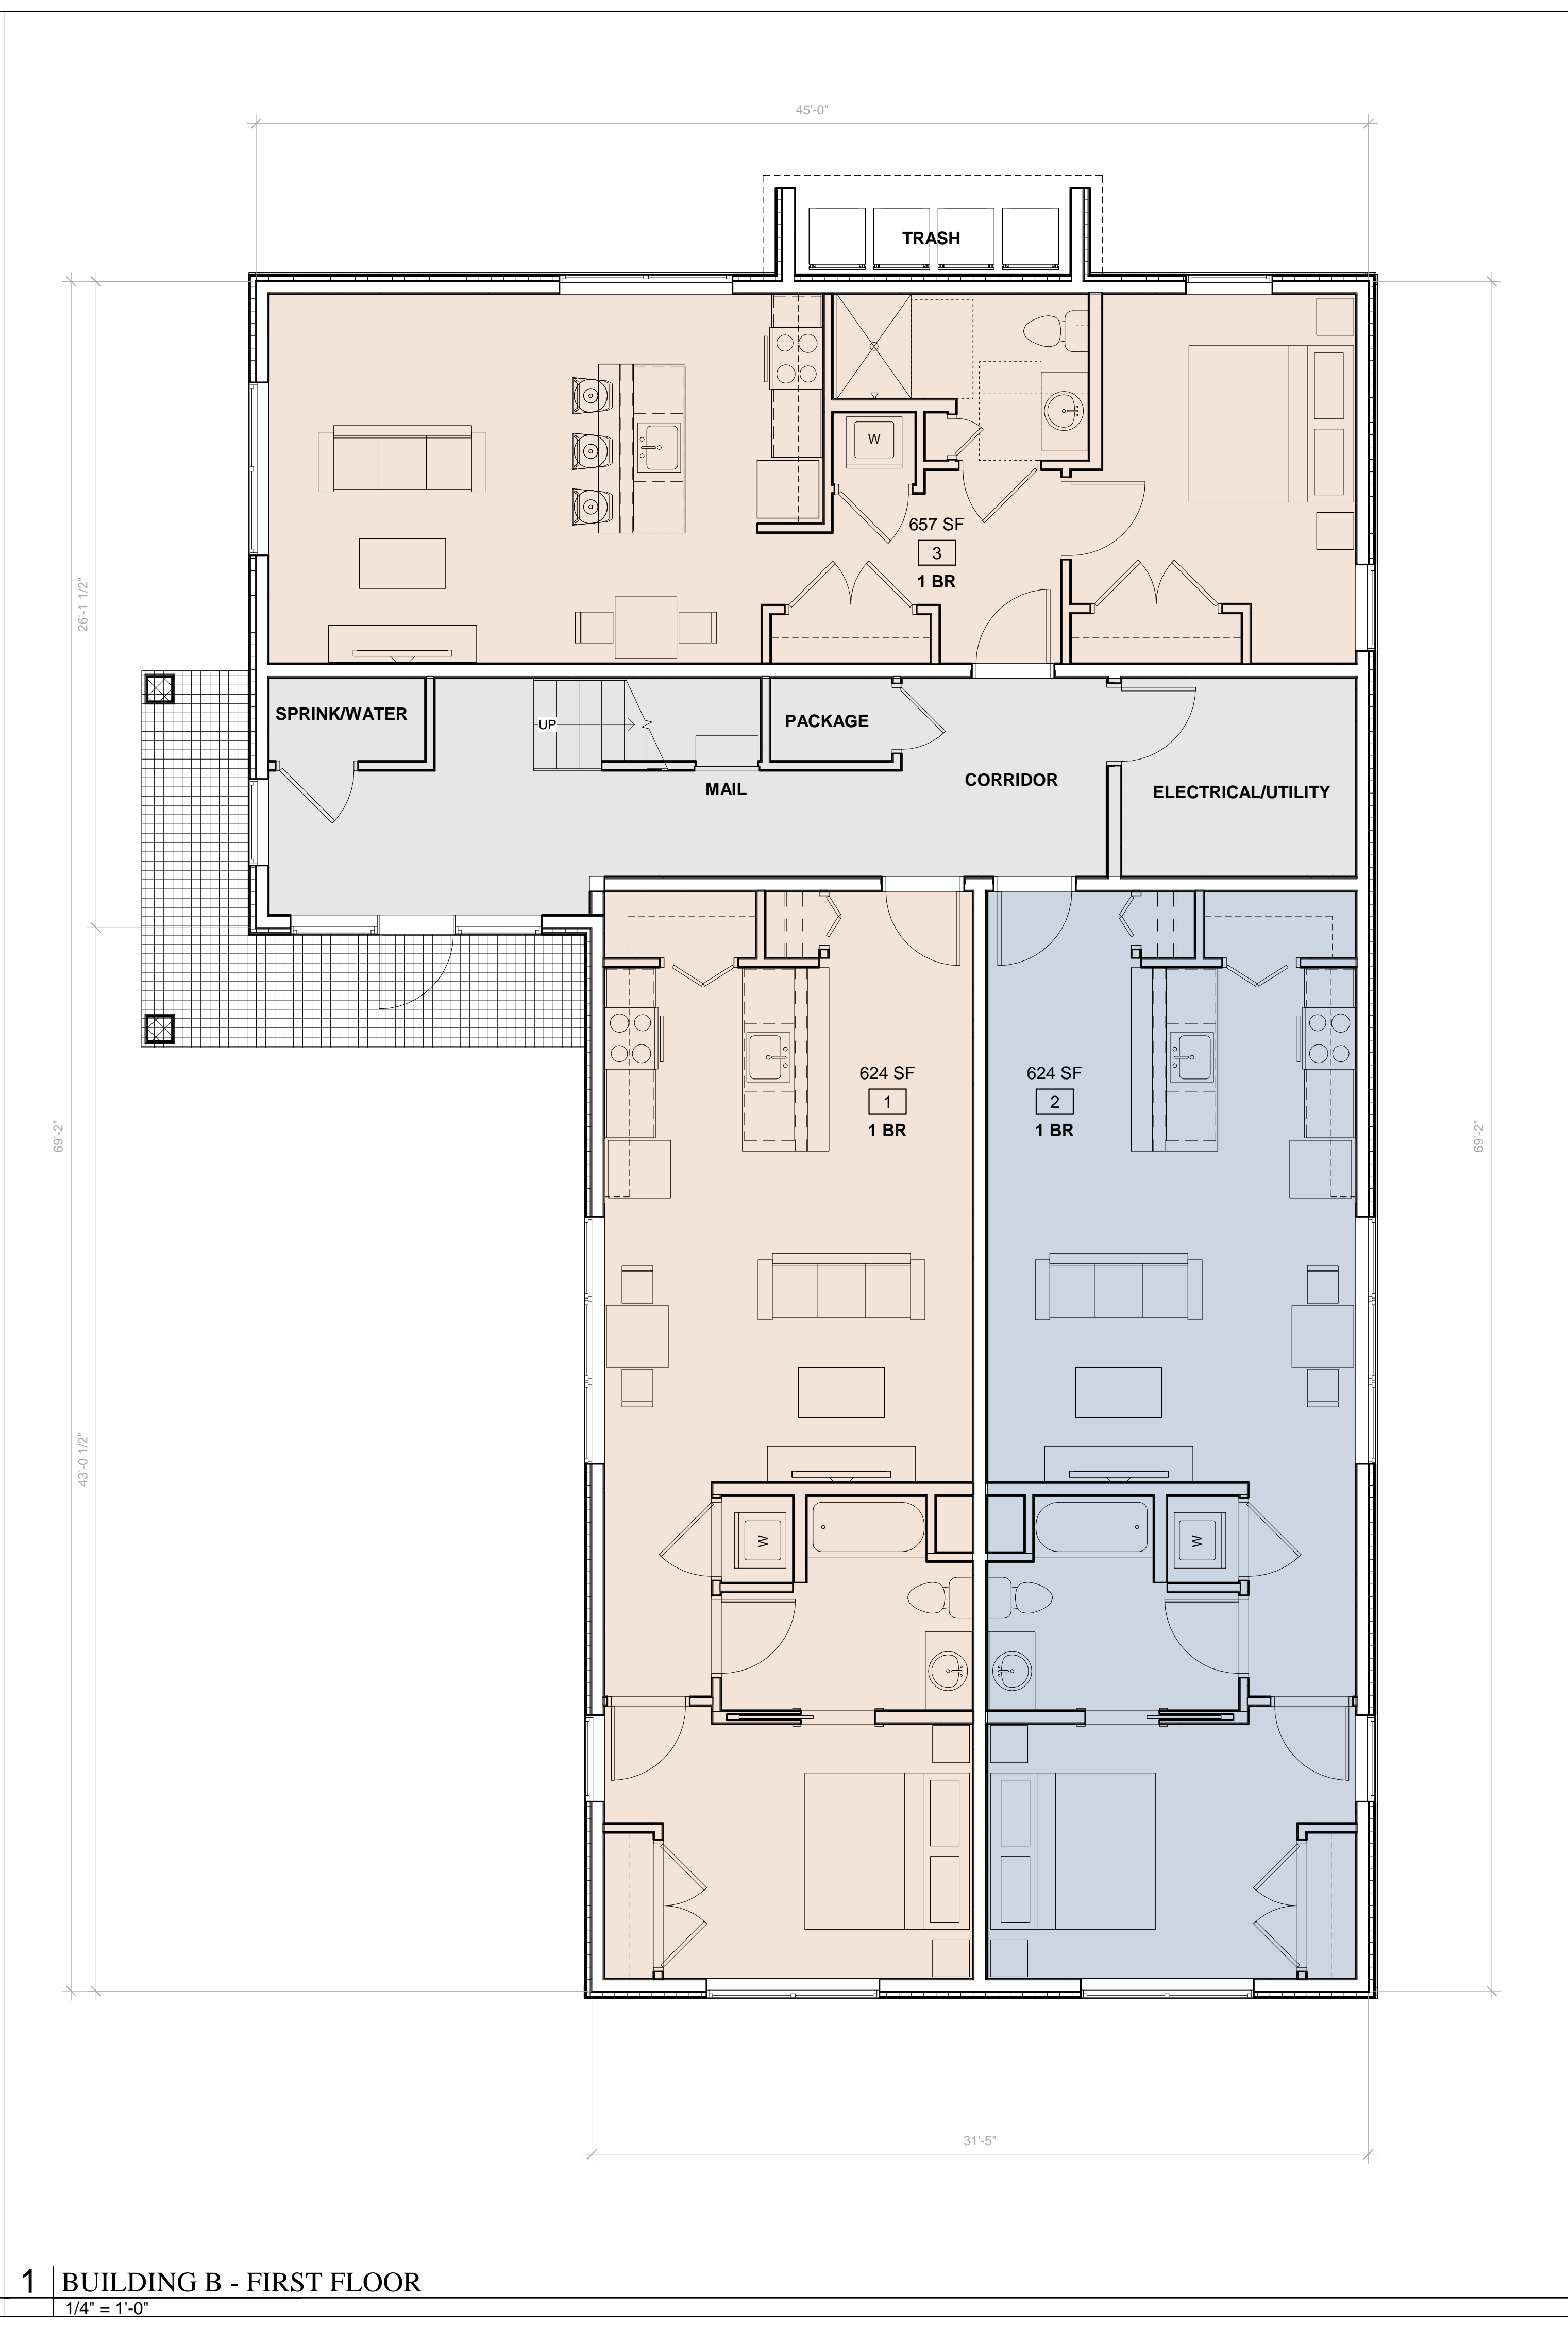 45'-0"
TRASH
W
657 SF
3
1 BR
26'-1 1/2"
SPRINK/WATER
UP
PACKAGE
MAIL
CORRIDOR
ELECTRICAL/UTILITY
624 SF
1
1 BR
624 SF
2
1 BR
69'-2"
69'-2"
43'-0 1/2"
W
W
31'-5"
1 BUILDING B - FIRST FLOOR
1/4" = 1'-0"